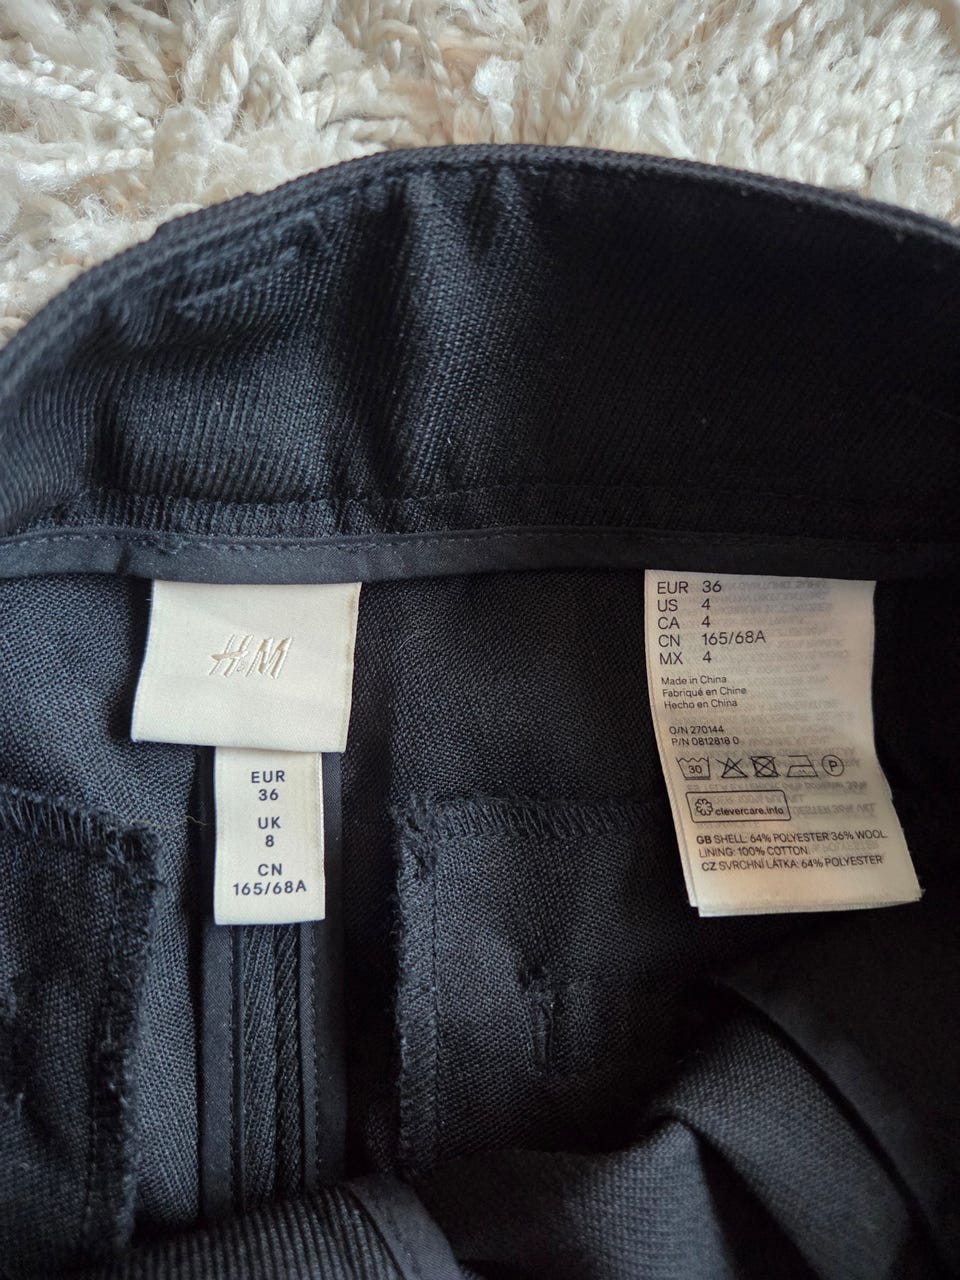 H&M
EUR
36
UK
8
CN
165/68A
EUR 36
US 4
CA 4
CN 165/68A
MX 4
Made in China
Fabriqué en Chine
Hecho en China
O/N 270144
P/N 0812818 0
30 P
clevercare.info
GB SHELL: 64% POLYESTER 36% WOOL
LINING: 100% COTTON
CZ SVRCHNÍ LÁTKA: 64% POLYESTER